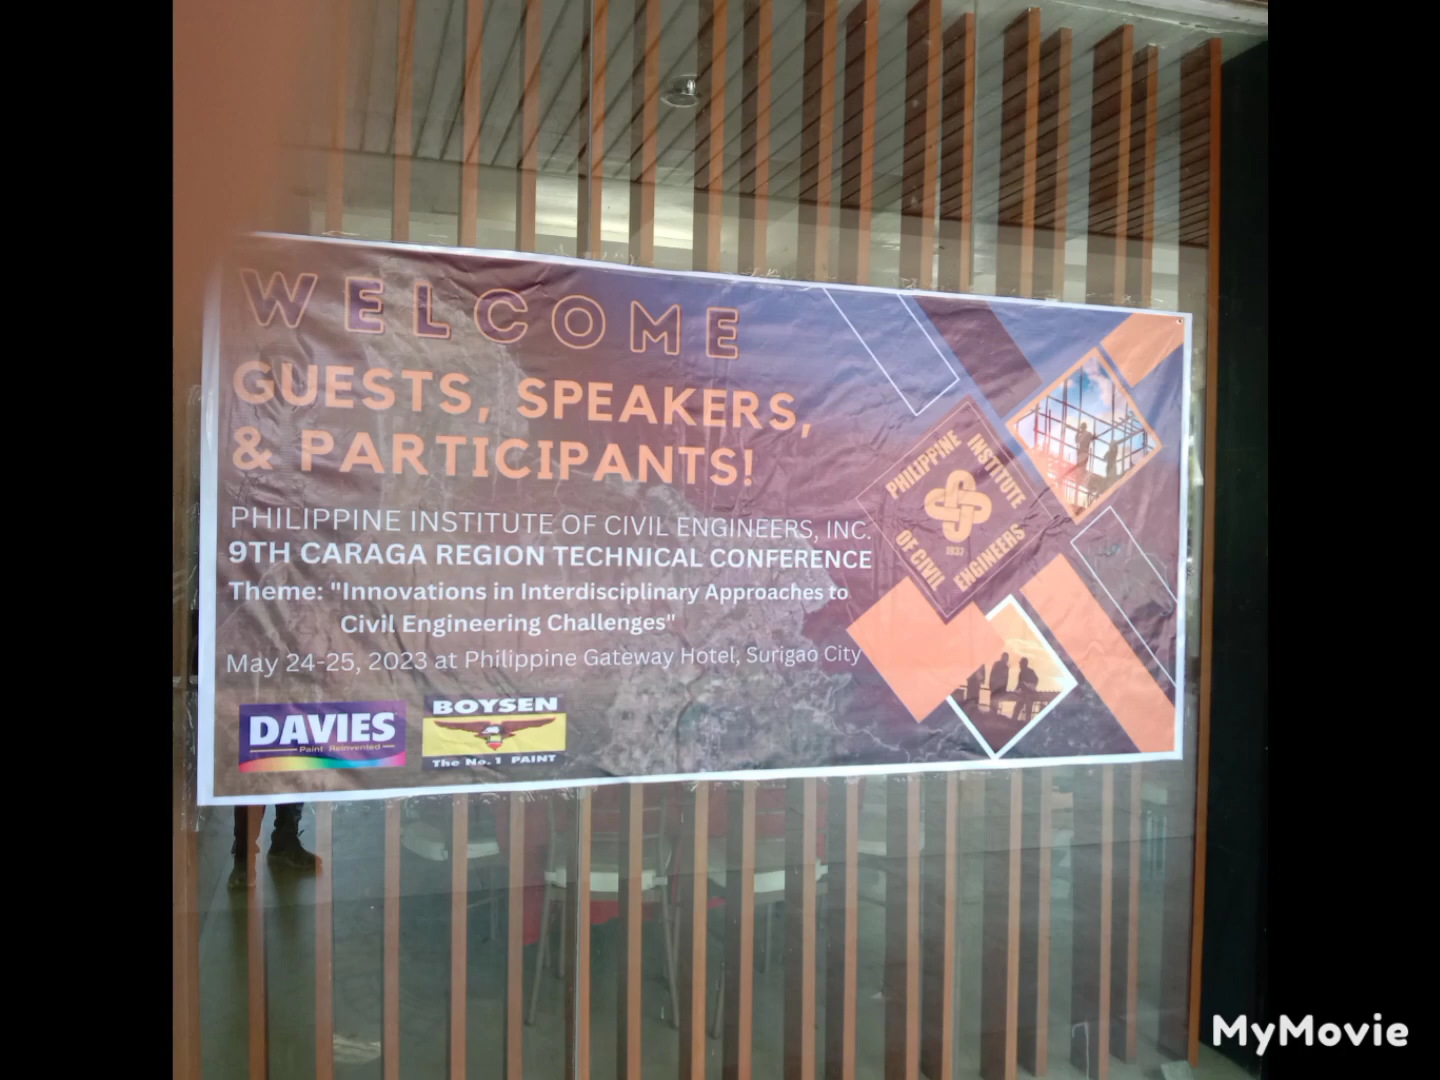 WELCOME
GUESTS, SPEAKERS,
& PARTICIPANTS!
PHILIPPINE INSTITUTE OF CIVIL ENGINEERS, INC.
9TH CARAGA REGION TECHNICAL CONFERENCE
Theme: "Innovations in Interdisciplinary Approaches to
Civil Engineering Challenges"
May 24-25, 2023 at Philippine Gateway Hotel, Surigao City
DAVIES
Paint Reinvented
BOYSEN
The No.1 PAINT
PHILIPPINE INSTITUTE
1937
OF CIVIL ENGINEERS
MyMovie